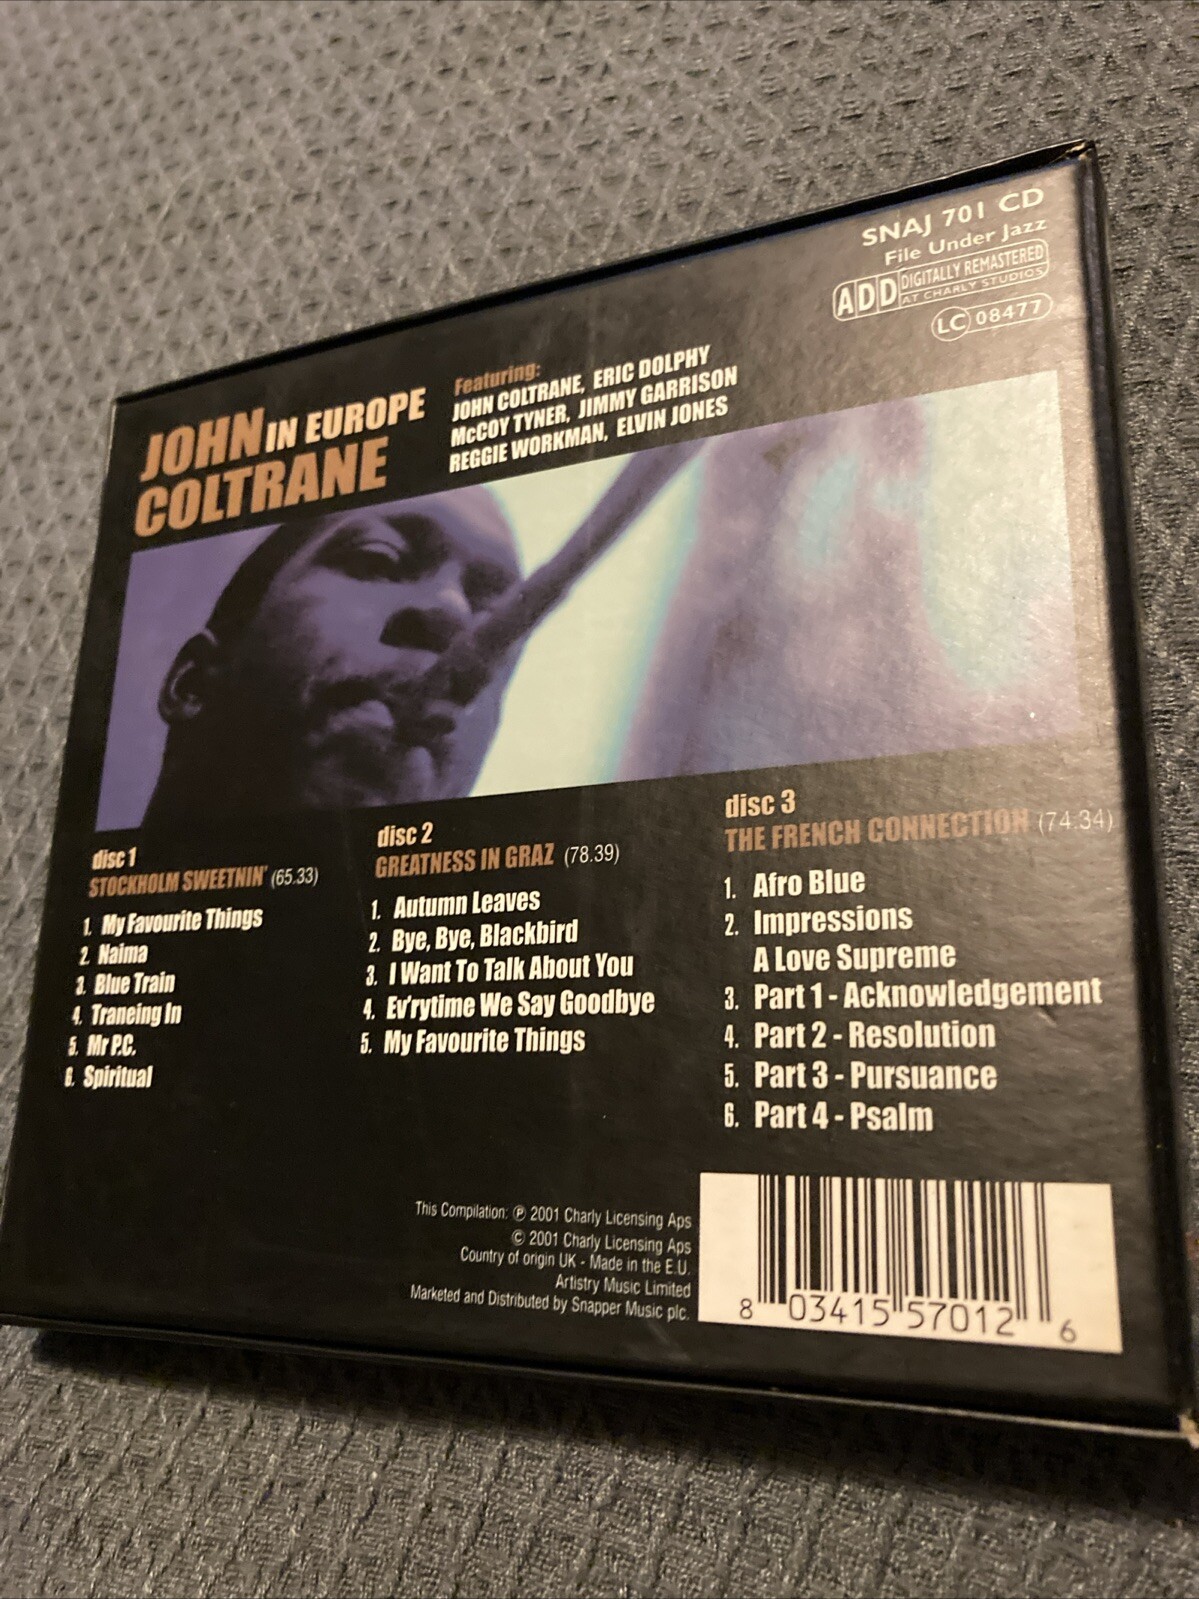 SNAJ 701 CD
File Under Jazz
ADD DIGITALLY REMASTERED
AT CHARLY STUDIOS
LC 08477
JOHN IN EUROPE
COLTRANE
Featuring:
JOHN COLTRANE, ERIC DOLPHY
McCOY TYNER, JIMMY GARRISON
REGGIE WORKMAN, ELVIN JONES
disc 1
STOCKHOLM SWEETNIN' (65.33)
1. My Favourite Things
2. Naima
3. Blue Train
4. Traneing In
5. Mr P.C.
6. Spiritual
disc 2
GREATNESS IN GRAZ (78.39)
1. Autumn Leaves
2. Bye, Bye, Blackbird
3. I Want To Talk About You
4. Ev'rytime We Say Goodbye
5. My Favourite Things
disc 3
THE FRENCH CONNECTION (74.34)
1. Afro Blue
2. Impressions
A Love Supreme
3. Part 1 - Acknowledgement
4. Part 2 - Resolution
5. Part 3 - Pursuance
6. Part 4 - Psalm
This Compilation: ℗ 2001 Charly Licensing Aps
© 2001 Charly Licensing Aps
Country of origin UK - Made in the E.U.
Artistry Music Limited
Marketed and Distributed by Snapper Music plc.
8 03415 57012 6